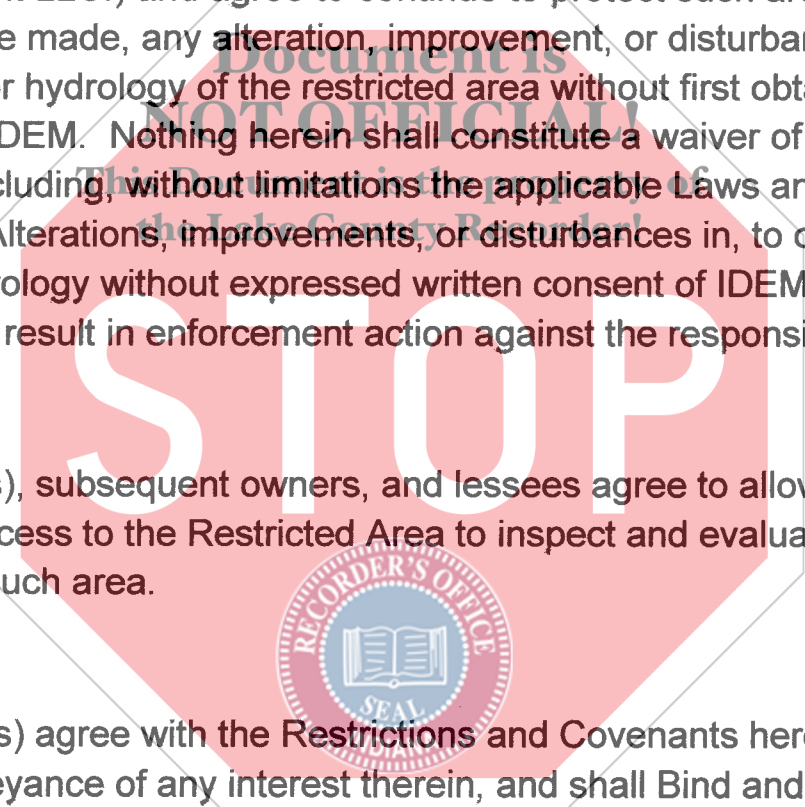 e made, any alteration, improvement, or disturba
r hydrology of the restricted area without first obta
DEM. Nothing herein shall constitute a waiver of
cluding, without limitations the applicable Laws a
Alterations, improvements, or disturbances in, to
ology without expressed written consent of IDEM
result in enforcement action against the responsi
s), subsequent owners, and lessees agree to allow
cess to the Restricted Area to inspect and evalua
uch area.
s) agree with the Restrictions and Covenants here
eyance of any interest therein, and shall Bind and
Document is
NOT OFFICIAL!
This Document is the property of
the Lake County Recorder!
STOP
RECORDER'S OFFICE
SEAL
INDIANA